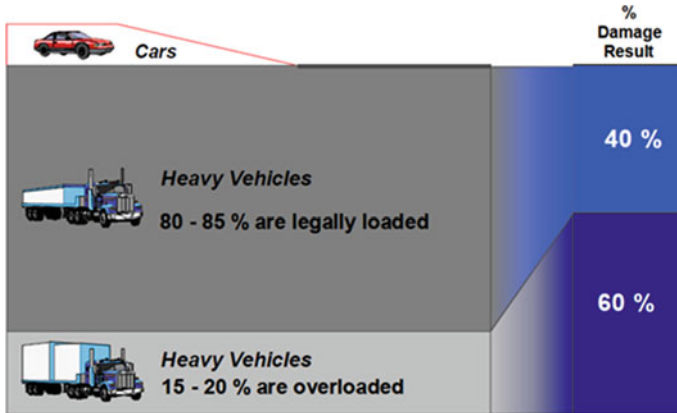 %
Damage
Result
Cars
40 %
Heavy Vehicles
80 - 85 % are legally loaded
60 %
Heavy Vehicles
15 - 20 % are overloaded